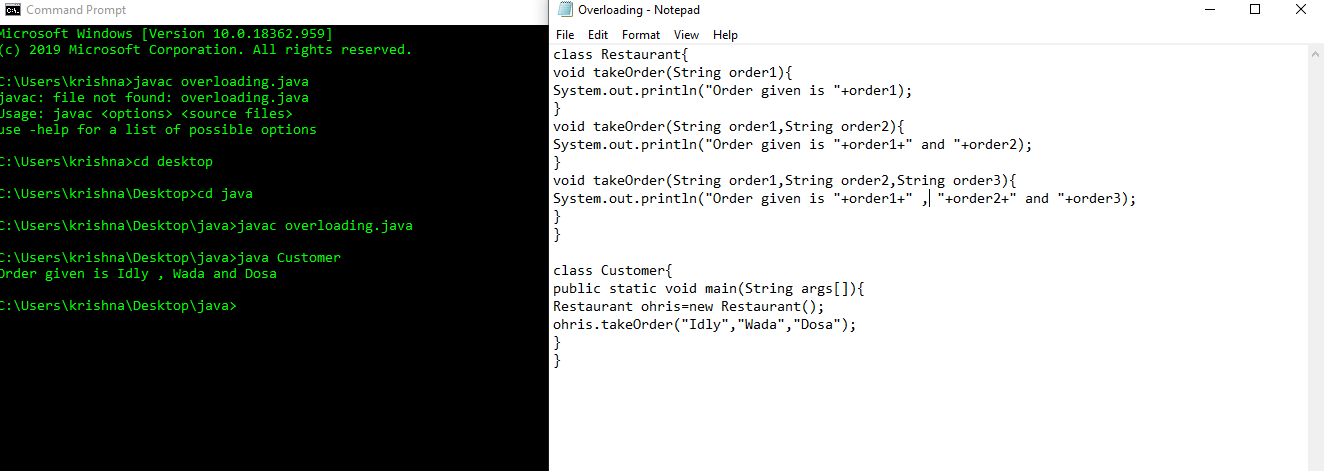 Command Prompt
Microsoft Windows [Version 10.0.18362.959]
(c) 2019 Microsoft Corporation. All rights reserved.
C:\Users\krishna>javac overloading.java
javac: file not found: overloading.java
Usage: javac <options> <source files>
use -help for a list of possible options
C:\Users\krishna>cd desktop
C:\Users\krishna\Desktop>cd java
C:\Users\krishna\Desktop\java>javac overloading.java
C:\Users\krishna\Desktop\java>java Customer
Order given is Idly , Wada and Dosa
C:\Users\krishna\Desktop\java>
Overloading - Notepad
File Edit Format View Help
class Restaurant{
void takeOrder(String order1){
System.out.println("Order given is "+order1);
}
void takeOrder(String order1,String order2){
System.out.println("Order given is "+order1+" and "+order2);
}
void takeOrder(String order1,String order2,String order3){
System.out.println("Order given is "+order1+" , "+order2+" and "+order3);
}
}
class Customer{
public static void main(String args[]){
Restaurant ohris=new Restaurant();
ohris.takeOrder("Idly","Wada","Dosa");
}
}